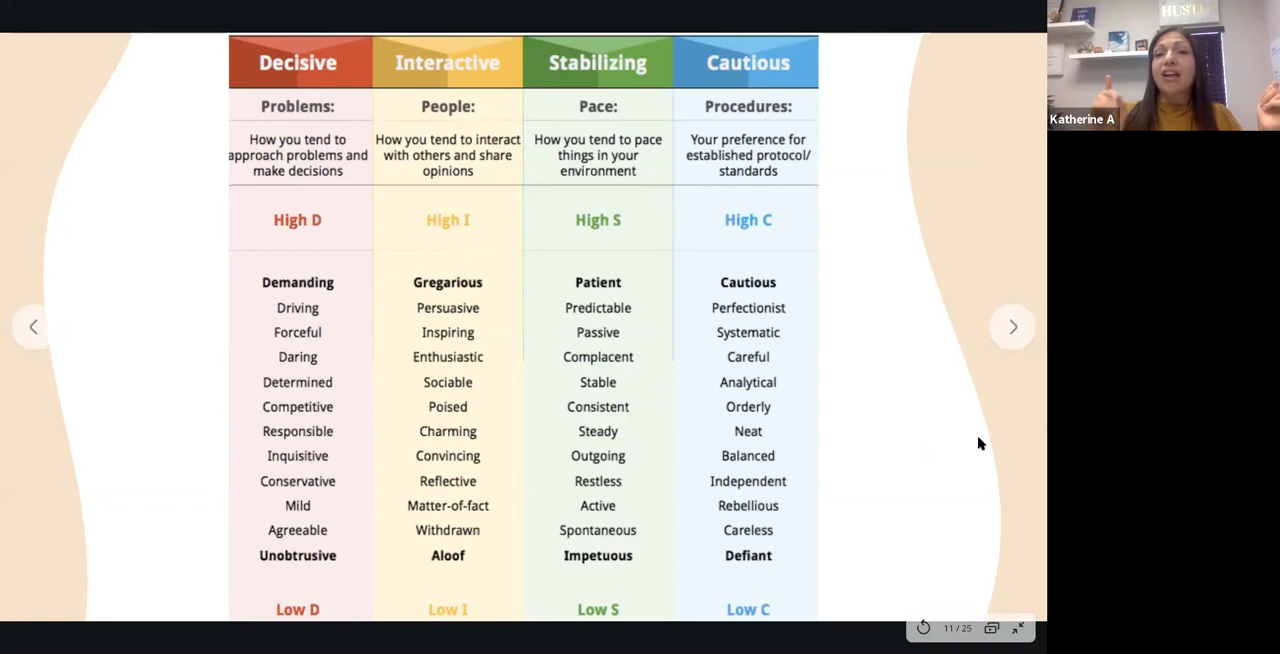 Decisive
Interactive
Stabilizing
Cautious
Problems:
People:
Pace:
Procedures:
How you tend to
approach problems and
make decisions
How you tend to interact
with others and share
opinions
How you tend to pace
things in your
environment
Your preference for
established protocol/
standards
High D
High I
High S
High C
Demanding
Gregarious
Patient
Cautious
Driving
Persuasive
Predictable
Perfectionist
Forceful
Inspiring
Passive
Systematic
Daring
Enthusiastic
Complacent
Careful
Determined
Sociable
Stable
Analytical
Competitive
Poised
Consistent
Orderly
Responsible
Charming
Steady
Neat
Inquisitive
Convincing
Outgoing
Balanced
Conservative
Reflective
Restless
Independent
Mild
Matter-of-fact
Active
Rebellious
Agreeable
Withdrawn
Spontaneous
Careless
Unobtrusive
Aloof
Impetuous
Defiant
Low D
Low I
Low S
Low C
11 / 25
HUSTL
Katherine A